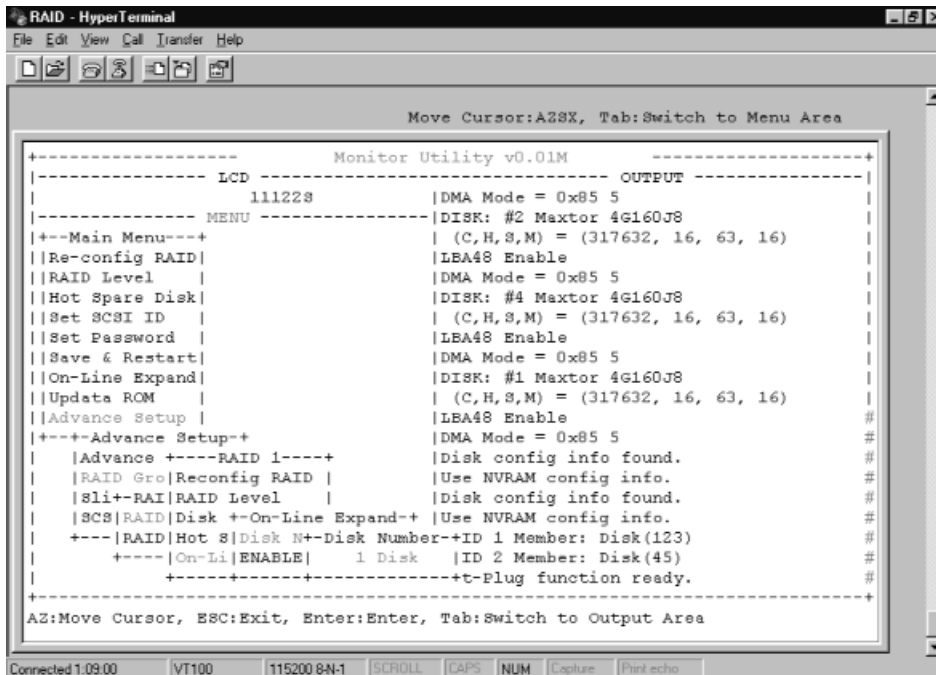 RAID - HyperTerminal
File Edit View Call Transfer Help
Move Cursor:AZSX, Tab:Switch to Menu Area
+-------------------- Monitor Utility v0.01M --------------------+
|---------------- LCD --------------------------------- OUTPUT ----------------|
| 11122S |DMA Mode = 0x85 5 |
|--------------- MENU ----------------|DISK: #2 Maxtor 4G160J8 |
|+--Main Menu---+ | (C,H,S,M) = (317632, 16, 63, 16) |
||Re-config RAID| |LBA48 Enable |
||RAID Level | |DMA Mode = 0x85 5 |
||Hot Spare Disk| |DISK: #4 Maxtor 4G160J8 |
||Set SCSI ID | | (C,H,S,M) = (317632, 16, 63, 16) |
||Set Password | |LBA48 Enable |
||Save & Restart| |DMA Mode = 0x85 5 |
||On-Line Expand| |DISK: #1 Maxtor 4G160J8 |
||Updata ROM | | (C,H,S,M) = (317632, 16, 63, 16) |
||Advance Setup | |LBA48 Enable #
|+--+-Advance Setup-+ |DMA Mode = 0x85 5 #
| |Advance +----RAID 1----+ |Disk config info found. #
| |RAID Gro|Reconfig RAID | |Use NVRAM config info. #
| |Sli+-RAI|RAID Level | |Disk config info found. #
| |SCS|RAID|Disk +-On-Line Expand-+ |Use NVRAM config info. #
| +---|RAID|Hot S|Disk N+-Disk Number-+ID 1 Member: Disk(123) #
| +----|On-Li|ENABLE| 1 Disk |ID 2 Member: Disk(45) #
| +-----+------+-------------+t-Plug function ready. #
+------------------------------------------------------------------------------+
AZ:Move Cursor, ESC:Exit, Enter:Enter, Tab:Switch to Output Area
Connected 1:09:00 VT100 115200 8-N-1 SCROLL CAPS NUM Capture Print echo